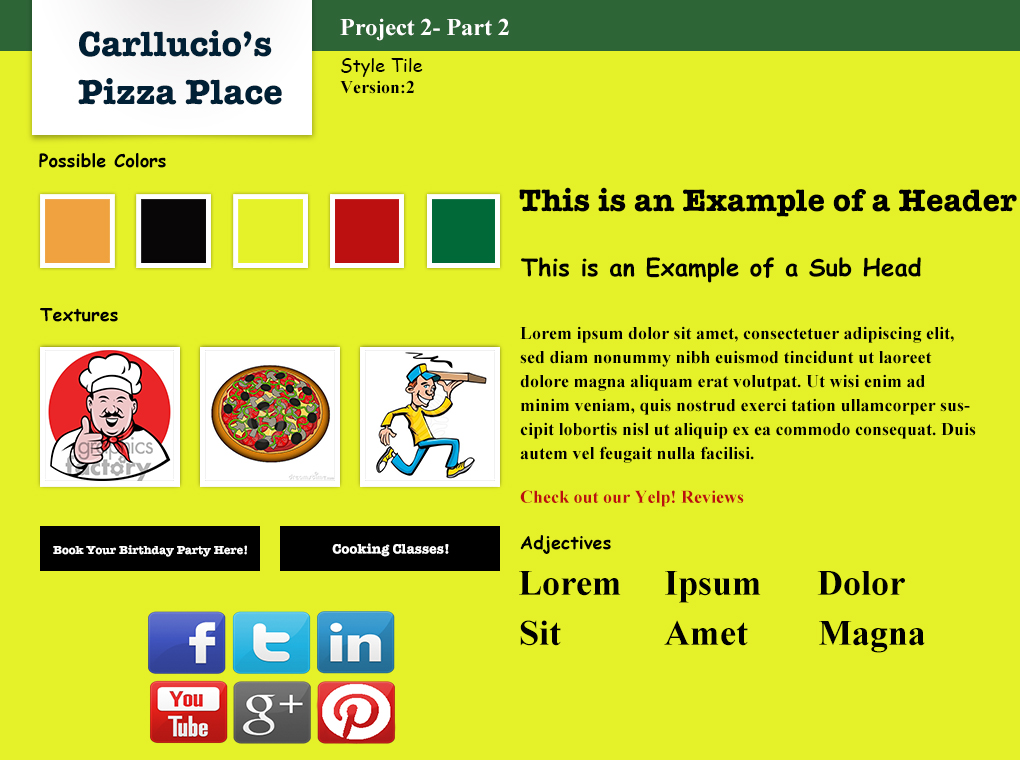 Carllucio's
Pizza Place
Project 2- Part 2
Style Tile
Version:2
Possible Colors
Textures
graphics
factory
Book Your Birthday Party Here!
Cooking Classes!
f
t
in
You
Tube
g+
This is an Example of a Header
This is an Example of a Sub Head
Lorem ipsum dolor sit amet, consectetuer adipiscing elit,
sed diam nonummy nibh euismod tincidunt ut laoreet
dolore magna aliquam erat volutpat. Ut wisi enim ad
minim veniam, quis nostrud exerci tation ullamcorper sus-
cipit lobortis nisl ut aliquip ex ea commodo consequat. Duis
autem vel feugait nulla facilisi.
Check out our Yelp! Reviews
Adjectives
Lorem Ipsum Dolor
Sit Amet Magna